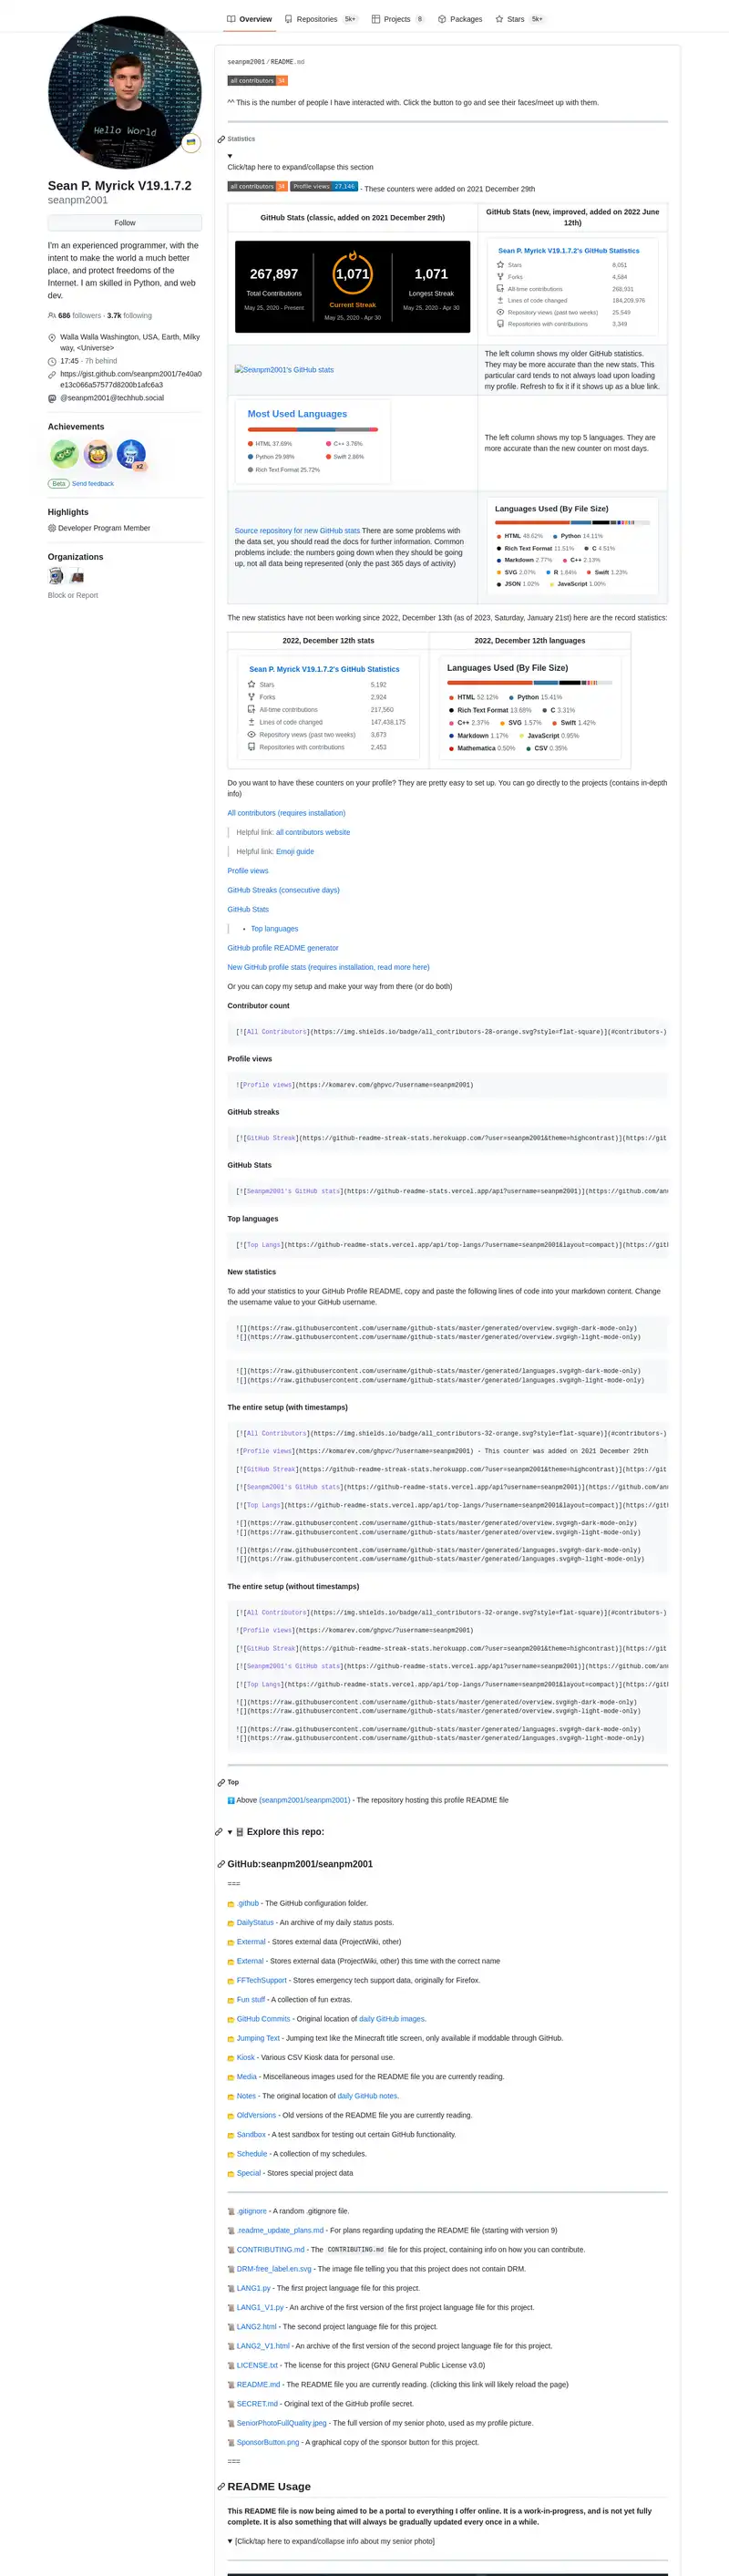 Overview
Repositories 5k+
Projects 8
Packages
Stars 5k+
Hello World
Sean P. Myrick V19.1.7.2
seanpm2001
Follow
I'm an experienced programmer, with the
intent to make the world a much better
place, and protect freedoms of the
Internet. I am skilled in Python, and web
dev.
686 followers · 3.7k following
Walla Walla Washington, USA, Earth, Milky
way, <Universe>
17:45 - 7h behind
https://gist.github.com/seanpm2001/7e40a0
e13c066a57577d8200b1afc6a3
@seanpm2001@techhub.social
Achievements
x2
Beta Send feedback
Highlights
Developer Program Member
Organizations
Block or Report
seanpm2001/README.md
all contributors 34
^^ This is the number of people I have interacted with. Click the button to go and see their faces/meet up with them.
Statistics
Click/tap here to expand/collapse this section
all contributors 34 Profile views 27,146 - These counters were added on 2021 December 29th
GitHub Stats (classic, added on 2021 December 29th)
GitHub Stats (new, improved, added on 2022 June
12th)
267,897
Total Contributions
May 25, 2020 - Present
1,071
Current Streak
May 25, 2020 - Apr 30
1,071
Longest Streak
May 25, 2020 - Apr 30
Sean P. Myrick V19.1.7.2's GitHub Statistics
Stars 8,051
Forks 4,584
All-time contributions 268,931
Lines of code changed 184,209,976
Repository views (past two weeks) 25,549
Repositories with contributions 3,349
Seanpm2001's GitHub stats
The left column shows my older GitHub statistics.
They may be more accurate than the new stats. This
particular card tends to not always load upon loading
my profile. Refresh to fix if it shows up as a blue link.
Most Used Languages
HTML 37.69%
C++ 3.76%
Python 29.98%
Swift 2.86%
Rich Text Format 25.72%
The left column shows my top 5 languages. They are
more accurate than the new counter on most days.
Source repository for new GitHub stats There are some problems with
the data set, you should read the docs for further information. Common
problems include: the numbers going down when they should be going
up, not all data being represented (only the past 365 days of activity)
Languages Used (By File Size)
HTML 48.62% Python 14.11%
Rich Text Format 11.51% C 4.51%
Markdown 2.77% C++ 2.13%
SVG 2.07% R 1.64% Swift 1.23%
JSON 1.02% JavaScript 1.00%
The new statistics have not been working since 2022, December 13th (as of 2023, Saturday, January 21st) here are the record statistics:
2022, December 12th stats
2022, December 12th languages
Sean P. Myrick V19.1.7.2's GitHub Statistics
Stars 5,192
Forks 2,924
All-time contributions 217,560
Lines of code changed 147,438,175
Repository views (past two weeks) 3,673
Repositories with contributions 2,453
Languages Used (By File Size)
HTML 52.12% Python 15.41%
Rich Text Format 13.68% C 3.31%
C++ 2.37% SVG 1.57% Swift 1.42%
Markdown 1.17% JavaScript 0.95%
Mathematica 0.50% CSV 0.35%
Do you want to have these counters on your profile? They are pretty easy to set up. You can go directly to the projects (contains in-depth
info)
All contributors (requires installation)
Helpful link: all contributors website
Helpful link: Emoji guide
Profile views
GitHub Streaks (consecutive days)
GitHub Stats
• Top languages
GitHub profile README generator
New GitHub profile stats (requires installation, read more here)
Or you can copy my setup and make your way from there (or do both)
Contributor count
[![All Contributors](https://img.shields.io/badge/all_contributors-28-orange.svg?style=flat-square)](#contributors-)
Profile views
![Profile views](https://komarev.com/ghpvc/?username=seanpm2001)
GitHub streaks
[![GitHub Streak](https://github-readme-streak-stats.herokuapp.com/?user=seanpm2001&theme=highcontrast)](https://git
GitHub Stats
[![Seanpm2001's GitHub stats](https://github-readme-stats.vercel.app/api?username=seanpm2001)](https://github.com/anu
Top languages
[![Top Langs](https://github-readme-stats.vercel.app/api/top-langs/?username=seanpm2001&layout=compact)](https://gith
New statistics
To add your statistics to your GitHub Profile README, copy and paste the following lines of code into your markdown content. Change
the username value to your GitHub username.
![](https://raw.githubusercontent.com/username/github-stats/master/generated/overview.svg#gh-dark-mode-only)
![](https://raw.githubusercontent.com/username/github-stats/master/generated/overview.svg#gh-light-mode-only)
![](https://raw.githubusercontent.com/username/github-stats/master/generated/languages.svg#gh-dark-mode-only)
![](https://raw.githubusercontent.com/username/github-stats/master/generated/languages.svg#gh-light-mode-only)
The entire setup (with timestamps)
[![All Contributors](https://img.shields.io/badge/all_contributors-32-orange.svg?style=flat-square)](#contributors-)
![Profile views](https://komarev.com/ghpvc/?username=seanpm2001) - This counter was added on 2021 December 29th
[![GitHub Streak](https://github-readme-streak-stats.herokuapp.com/?user=seanpm2001&theme=highcontrast)](https://git
[![Seanpm2001's GitHub stats](https://github-readme-stats.vercel.app/api?username=seanpm2001)](https://github.com/anu
[![Top Langs](https://github-readme-stats.vercel.app/api/top-langs/?username=seanpm2001&layout=compact)](https://gith
![](https://raw.githubusercontent.com/username/github-stats/master/generated/overview.svg#gh-dark-mode-only)
![](https://raw.githubusercontent.com/username/github-stats/master/generated/overview.svg#gh-light-mode-only)
![](https://raw.githubusercontent.com/username/github-stats/master/generated/languages.svg#gh-dark-mode-only)
![](https://raw.githubusercontent.com/username/github-stats/master/generated/languages.svg#gh-light-mode-only)
The entire setup (without timestamps)
[![All Contributors](https://img.shields.io/badge/all_contributors-32-orange.svg?style=flat-square)](#contributors-)
![Profile views](https://komarev.com/ghpvc/?username=seanpm2001)
[![GitHub Streak](https://github-readme-streak-stats.herokuapp.com/?user=seanpm2001&theme=highcontrast)](https://git
[![Seanpm2001's GitHub stats](https://github-readme-stats.vercel.app/api?username=seanpm2001)](https://github.com/anu
[![Top Langs](https://github-readme-stats.vercel.app/api/top-langs/?username=seanpm2001&layout=compact)](https://gith
![](https://raw.githubusercontent.com/username/github-stats/master/generated/overview.svg#gh-dark-mode-only)
![](https://raw.githubusercontent.com/username/github-stats/master/generated/overview.svg#gh-light-mode-only)
![](https://raw.githubusercontent.com/username/github-stats/master/generated/languages.svg#gh-dark-mode-only)
![](https://raw.githubusercontent.com/username/github-stats/master/generated/languages.svg#gh-light-mode-only)
Top
Above (seanpm2001/seanpm2001) - The repository hosting this profile README file
Explore this repo:
GitHub:seanpm2001/seanpm2001
===
.github - The GitHub configuration folder.
DailyStatus - An archive of my daily status posts.
Extermal - Stores external data (ProjectWiki, other)
External - Stores external data (ProjectWiki, other) this time with the correct name
FFTechSupport - Stores emergency tech support data, originally for Firefox.
Fun stuff - A collection of fun extras.
GitHub Commits - Original location of daily GitHub images.
Jumping Text - Jumping text like the Minecraft title screen, only available if moddable through GitHub.
Kiosk - Various CSV Kiosk data for personal use.
Media - Miscellaneous images used for the README file you are currently reading.
Notes - The original location of daily GitHub notes.
OldVersions - Old versions of the README file you are currently reading.
Sandbox - A test sandbox for testing out certain GitHub functionality.
Schedule - A collection of my schedules.
Special - Stores special project data
.gitignore - A random .gitignore file.
.readme_update_plans.md - For plans regarding updating the README file (starting with version 9)
CONTRIBUTING.md - The CONTRIBUTING.md file for this project, containing info on how you can contribute.
DRM-free_label.en.svg - The image file telling you that this project does not contain DRM.
LANG1.py - The first project language file for this project.
LANG1_V1.py - An archive of the first version of the first project language file for this project.
LANG2.html - The second project language file for this project.
LANG2_V1.html - An archive of the first version of the second project language file for this project.
LICENSE.txt - The license for this project (GNU General Public License v3.0)
README.md - The README file you are currently reading. (clicking this link will likely reload the page)
SECRET.md - Original text of the GitHub profile secret.
SeniorPhotoFullQuality.jpeg - The full version of my senior photo, used as my profile picture.
SponsorButton.png - A graphical copy of the sponsor button for this project.
===
README Usage
This README file is now being aimed to be a portal to everything I offer online. It is a work-in-progress, and is not yet fully
complete. It is also something that will always be gradually updated every once in a while.
[Click/tap here to expand/collapse info about my senior photo]